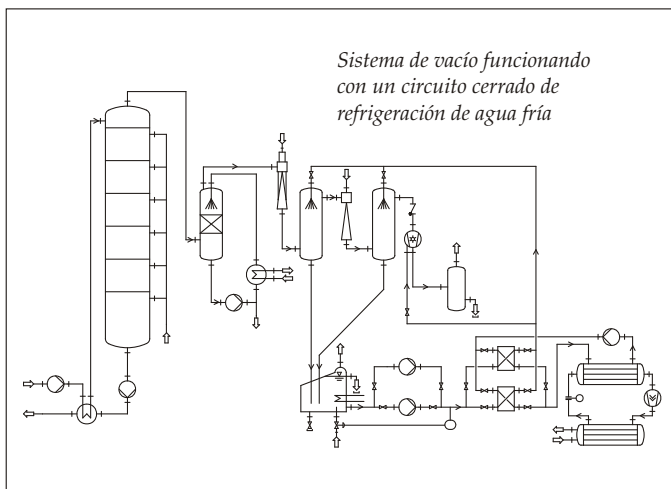 Sistema de vacío funcionando
con un circuito cerrado de
refrigeración de agua fría